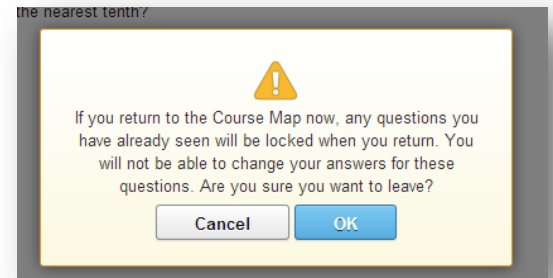 the nearest tenth?
If you return to the Course Map now, any questions you
have already seen will be locked when you return. You
will not be able to change your answers for these
questions. Are you sure you want to leave?
Cancel OK